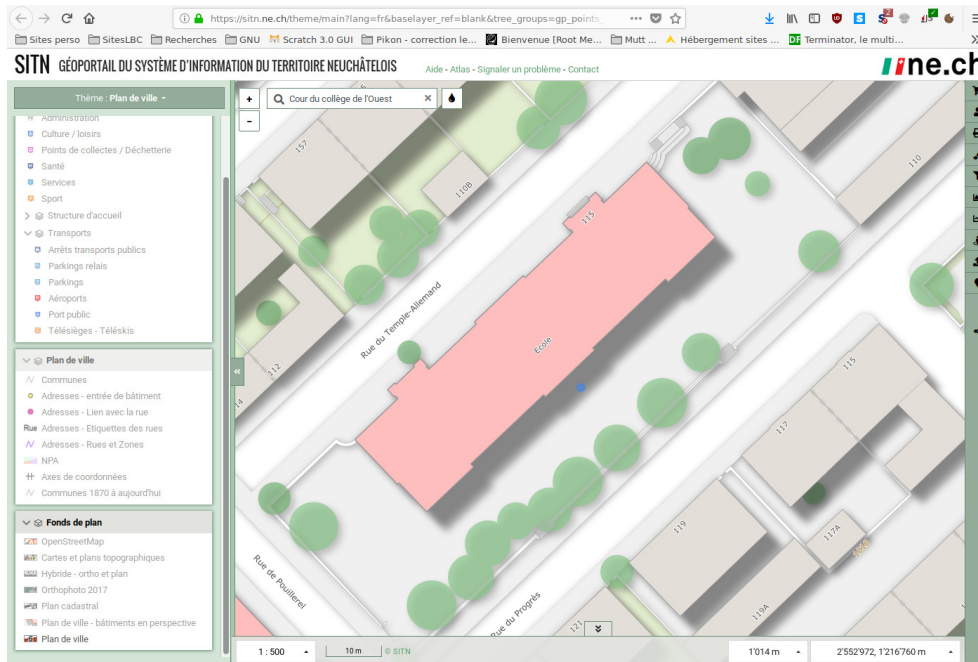 https://sitn.ne.ch/theme/main?lang=fr&baselayer_ref=blank&tree_groups=gp_points
Sites perso SitesLBC Recherches GNU Scratch 3.0 GUI Pikon - correction le... Bienvenue [Root Me... Mutt ... Hébergement sites ... Terminator, le multi...
SITN GÉOPORTAIL DU SYSTÈME D'INFORMATION DU TERRITOIRE NEUCHÂTELOIS
Aide - Atlas - Signaler un problème - Contact
ne.ch
Thème : Plan de ville
Administration
Culture / loisirs
Points de collectes / Déchetterie
Santé
Services
Sport
Structure d'accueil
Transports
Arrêts transports publics
Parkings relais
Parkings
Aéroports
Port public
Télésièges - Téléskis
Plan de ville
Communes
Adresses - entrée de bâtiment
Adresses - Lien avec la rue
Rue Adresses - Etiquettes des rues
Adresses - Rues et Zones
NPA
Axes de coordonnées
Communes 1870 à aujourd'hui
Fonds de plan
OpenStreetMap
Cartes et plans topographiques
Hybride - ortho et plan
Orthophoto 2017
Plan cadastral
Plan de ville - bâtiments en perspective
Plan de ville
+
-
Cour du collège de l'Ouest ×
«
157
110B
115
110
Rue du Temple-Allemand
Ecole
112
14
115
117
119
117A
119A
121
Rue de Pouillerel
Rue du Progrès
1 : 500
10 m
© SITN
1'014 m
2'552'972, 1'216'760 m